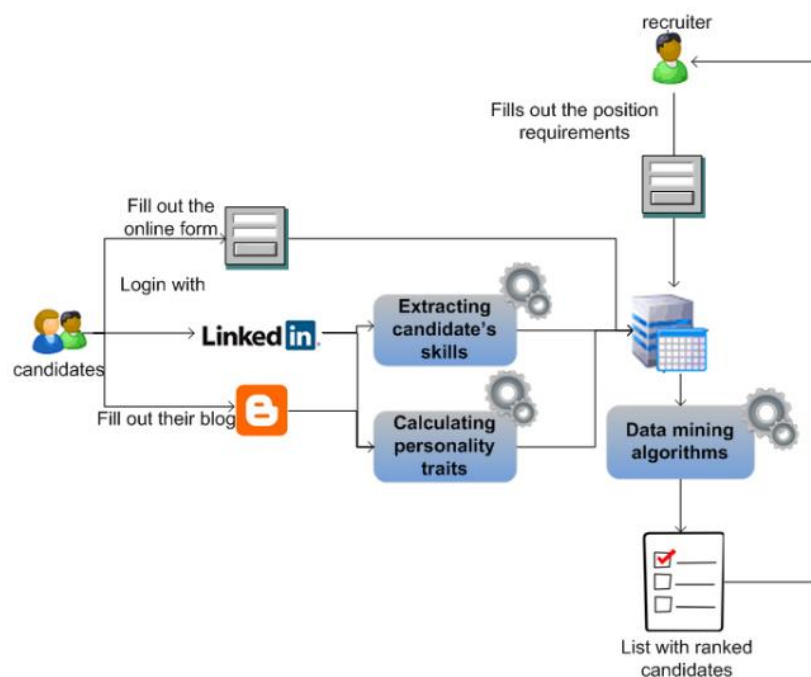 recruiter
Fills out the position
requirements
Fill out the
online form
Login with
Linked in
Extracting
candidate's
skills
candidates
Fill out their blog
Calculating
personality
traits
Data mining
algorithms
List with ranked
candidates